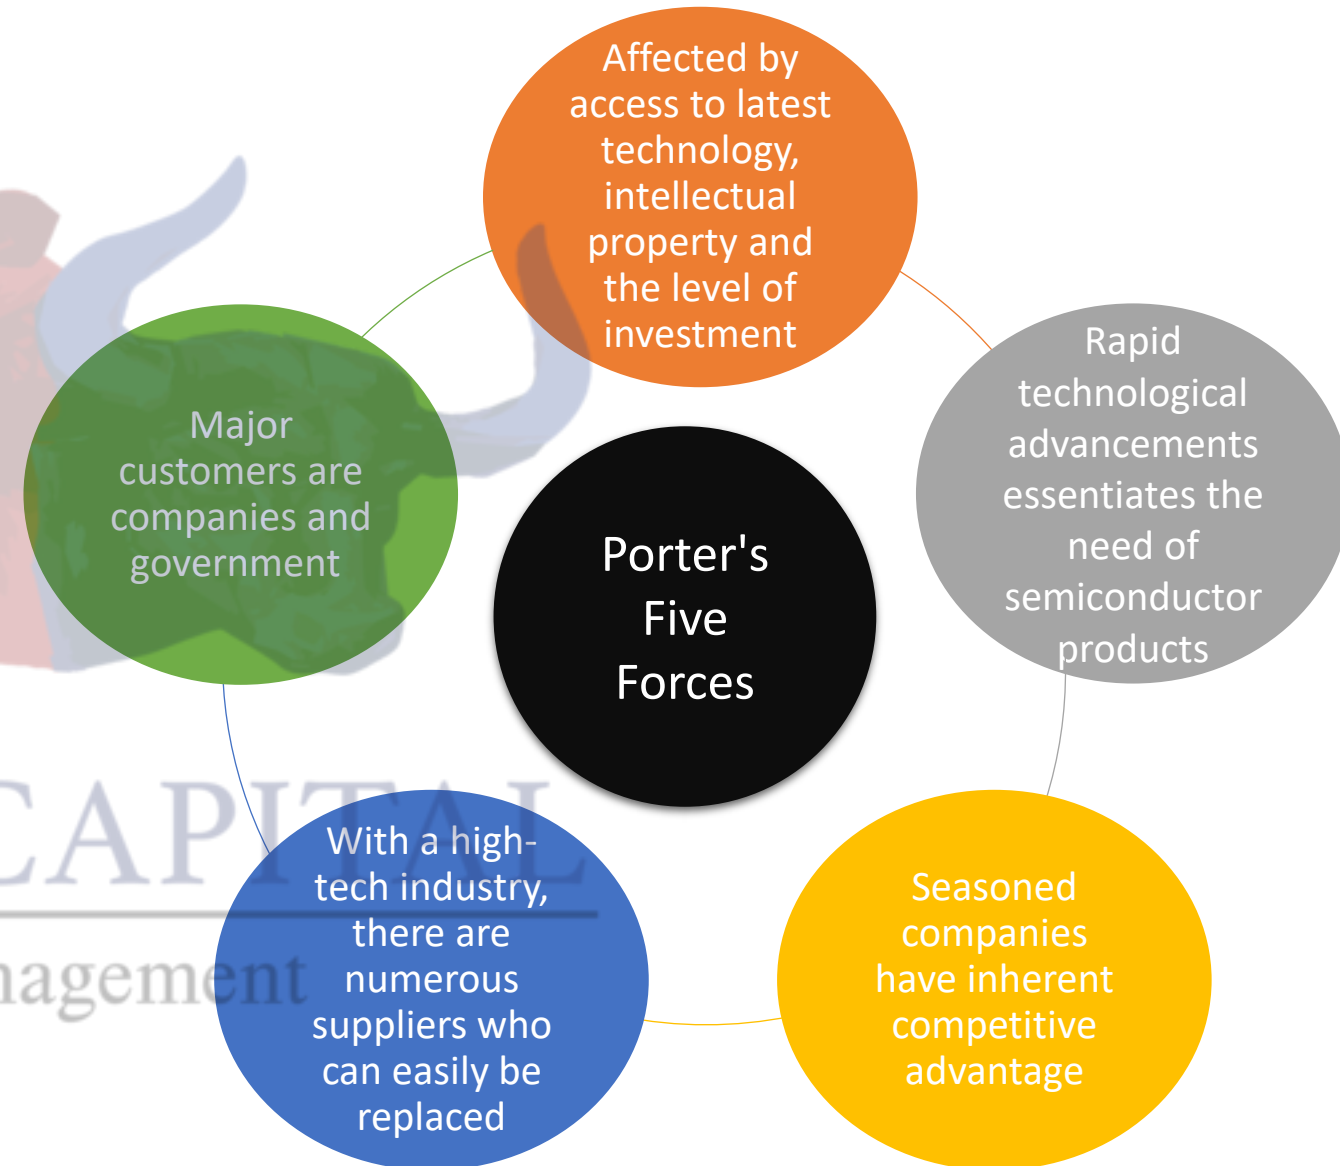 Affected by
access to latest
technology,
intellectual
property and
the level of
investment
Rapid
technological
advancements
essentiates the
need of
semiconductor
products
Major
customers are
companies and
government
Porter's
Five
Forces
With a high-
tech industry,
there are
numerous
suppliers who
can easily be
replaced
Seasoned
companies
have inherent
competitive
advantage
CAPITAL